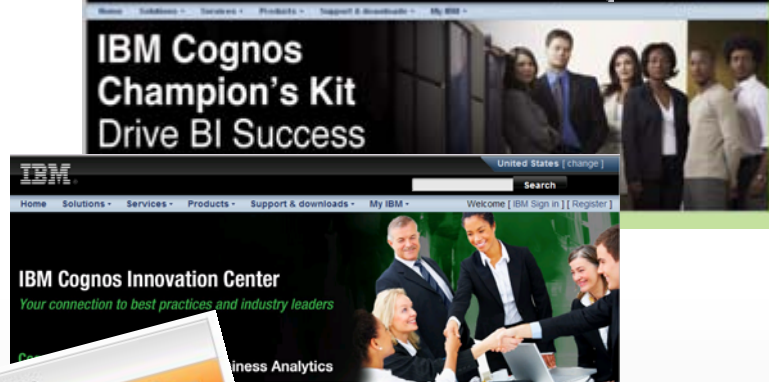 Home Solutions Services Products Support & downloads My IBM
IBM Cognos
Champion's Kit
Drive BI Success
United States [ change ]
IBM.
Search
Home Solutions Services Products Support & downloads My IBM
Welcome [ IBM Sign in ] [ Register ]
IBM Cognos Innovation Center
Your connection to best practices and industry leaders
iness Analytics